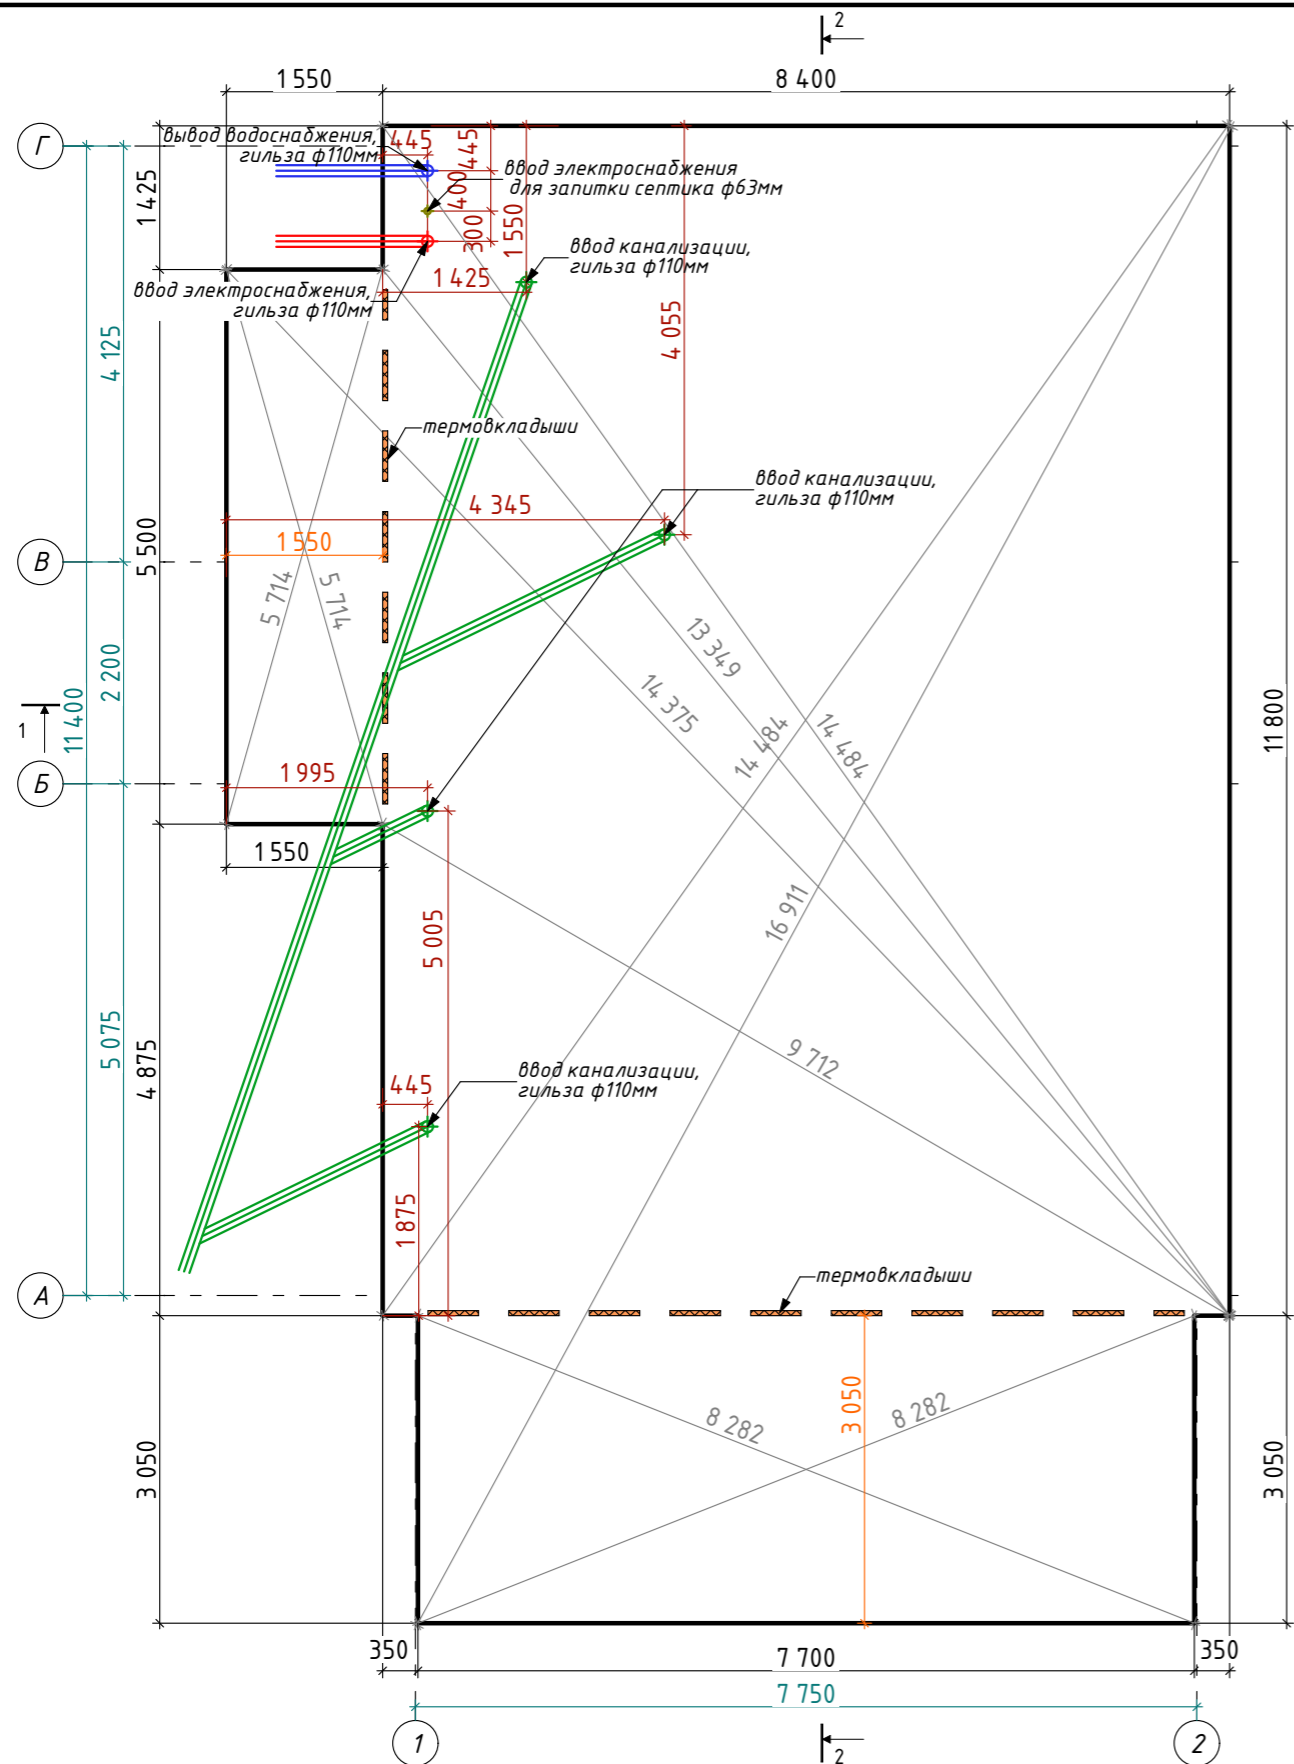 2
1 550
8 400
Г
вывод водоснабжения,
гильза ф110мм
445
445
ввод электроснабжения
для запитки септика ф63мм
400
300
1 550
1 425
ввод канализации,
гильза ф110мм
1 425
ввод электроснабжения,
гильза ф110мм
4 055
4 125
термовкладыши
ввод канализации,
гильза ф110мм
4 345
1 550
5 500
В
5 714
5 714
13 349
14 375
2 200
11 400
1
14 484
14 484
11 800
Б
1 995
1 550
16 911
5 005
5 075
4 875
9 712
ввод канализации,
гильза ф110мм
445
1 875
А
термовкладыши
3 050
8 282
8 282
3 050
3 050
350
7 700
350
7 750
1
2
2